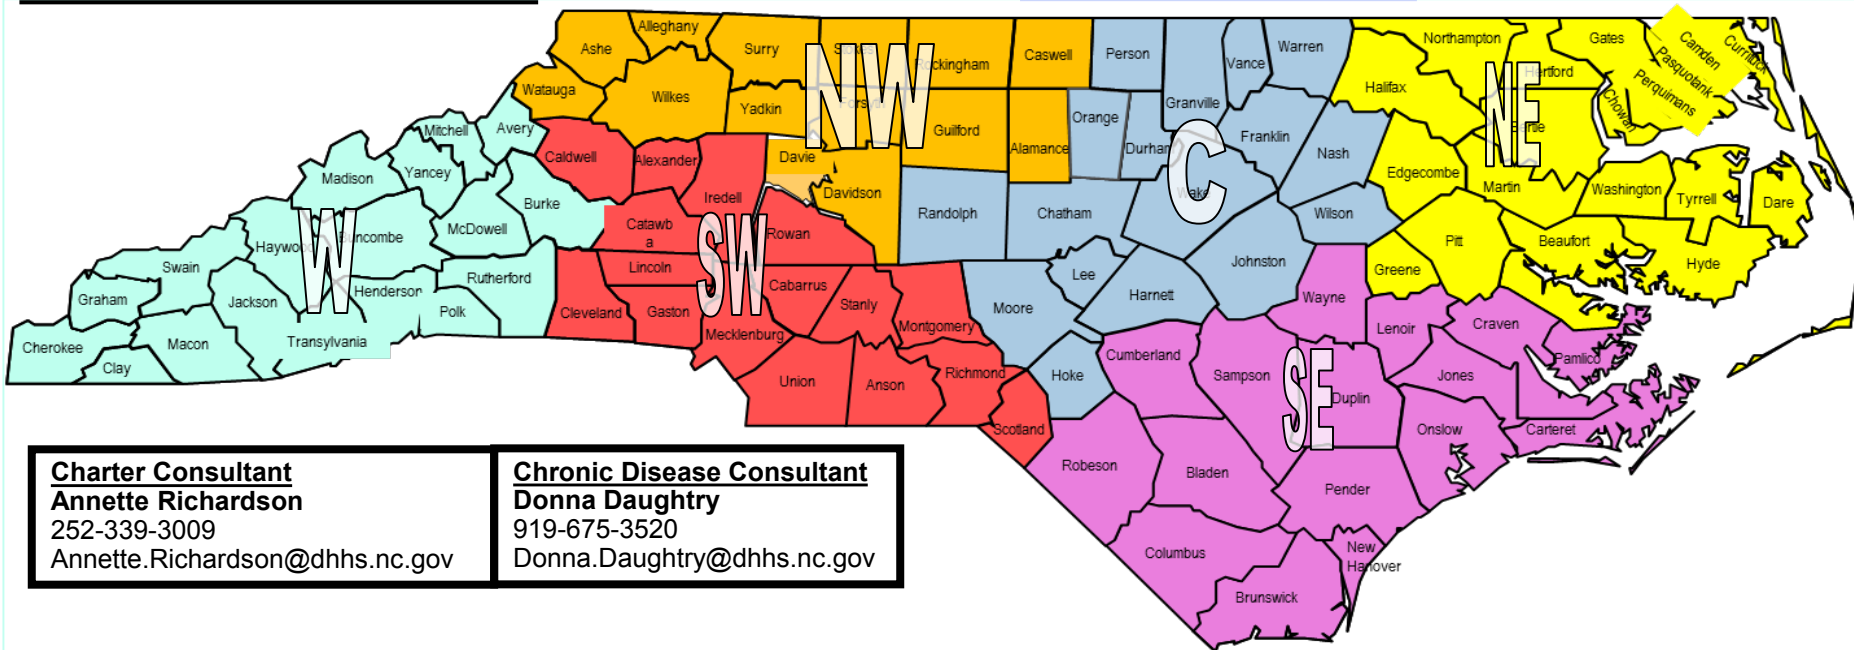 Ashe
Alleghany
Surry
Stokes
Rockingham
Caswell
Person
Granville
Vance
Warren
Northampton
Gates
Camden
Currituck
Pasquotank
Perquimans
Chowan
Hertford
Halifax
NW
NE
Watauga
Wilkes
Yadkin
Forsyth
Guilford
Alamance
Orange
Durham
Franklin
Nash
Bertie
Mitchell
Avery
Caldwell
Alexander
Iredell
Davie
Davidson
Randolph
Chatham
Wake
C
Edgecombe
Martin
Washington
Tyrrell
Dare
Madison
Yancey
Burke
McDowell
Catawb
a
Rowan
Wilson
Pitt
Beaufort
Hyde
W
Haywood
Buncombe
SW
Swain
Rutherford
Lincoln
Cabarrus
Stanly
Lee
Harnett
Johnston
Greene
Graham
Jackson
Henderson
Polk
Cleveland
Gaston
Mecklenburg
Montgomery
Moore
Wayne
Lenoir
Craven
Pamlico
Cherokee
Clay
Macon
Transylvania
Union
Anson
Richmond
Scotland
Hoke
Cumberland
Sampson
SE
Duplin
Jones
Onslow
Carteret
Robeson
Bladen
Pender
Columbus
New
Hanover
Brunswick
Charter Consultant
Annette Richardson
252-339-3009
Annette.Richardson@dhhs.nc.gov
Chronic Disease Consultant
Donna Daughtry
919-675-3520
Donna.Daughtry@dhhs.nc.gov